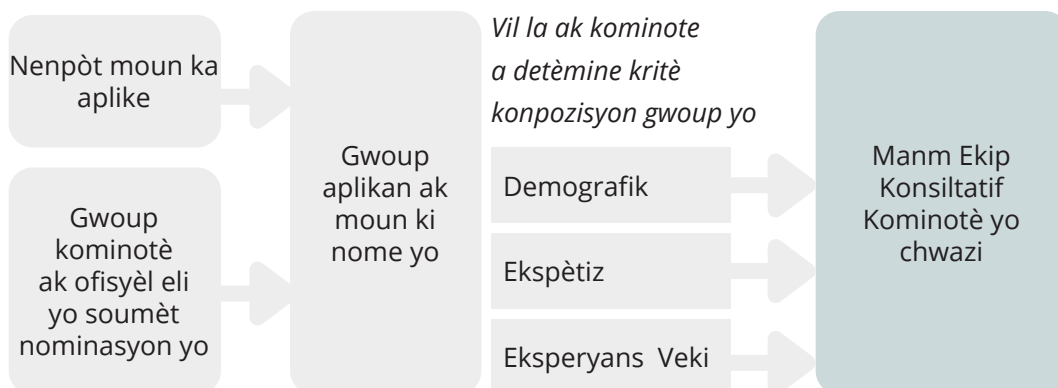 Nenpòt moun ka
aplike
Gwoup
kominotè
ak ofisyèl eli
yo soumèt
nominasyon yo
Gwoup
aplikan ak
moun ki
nome yo
Vil la ak kominote
a detèmine kritè
konpozisyon gwoup yo
Demografik
Ekspètiz
Eksperyans Veki
Manm Ekip
Konsiltatif
Kominotè yo
chwazi